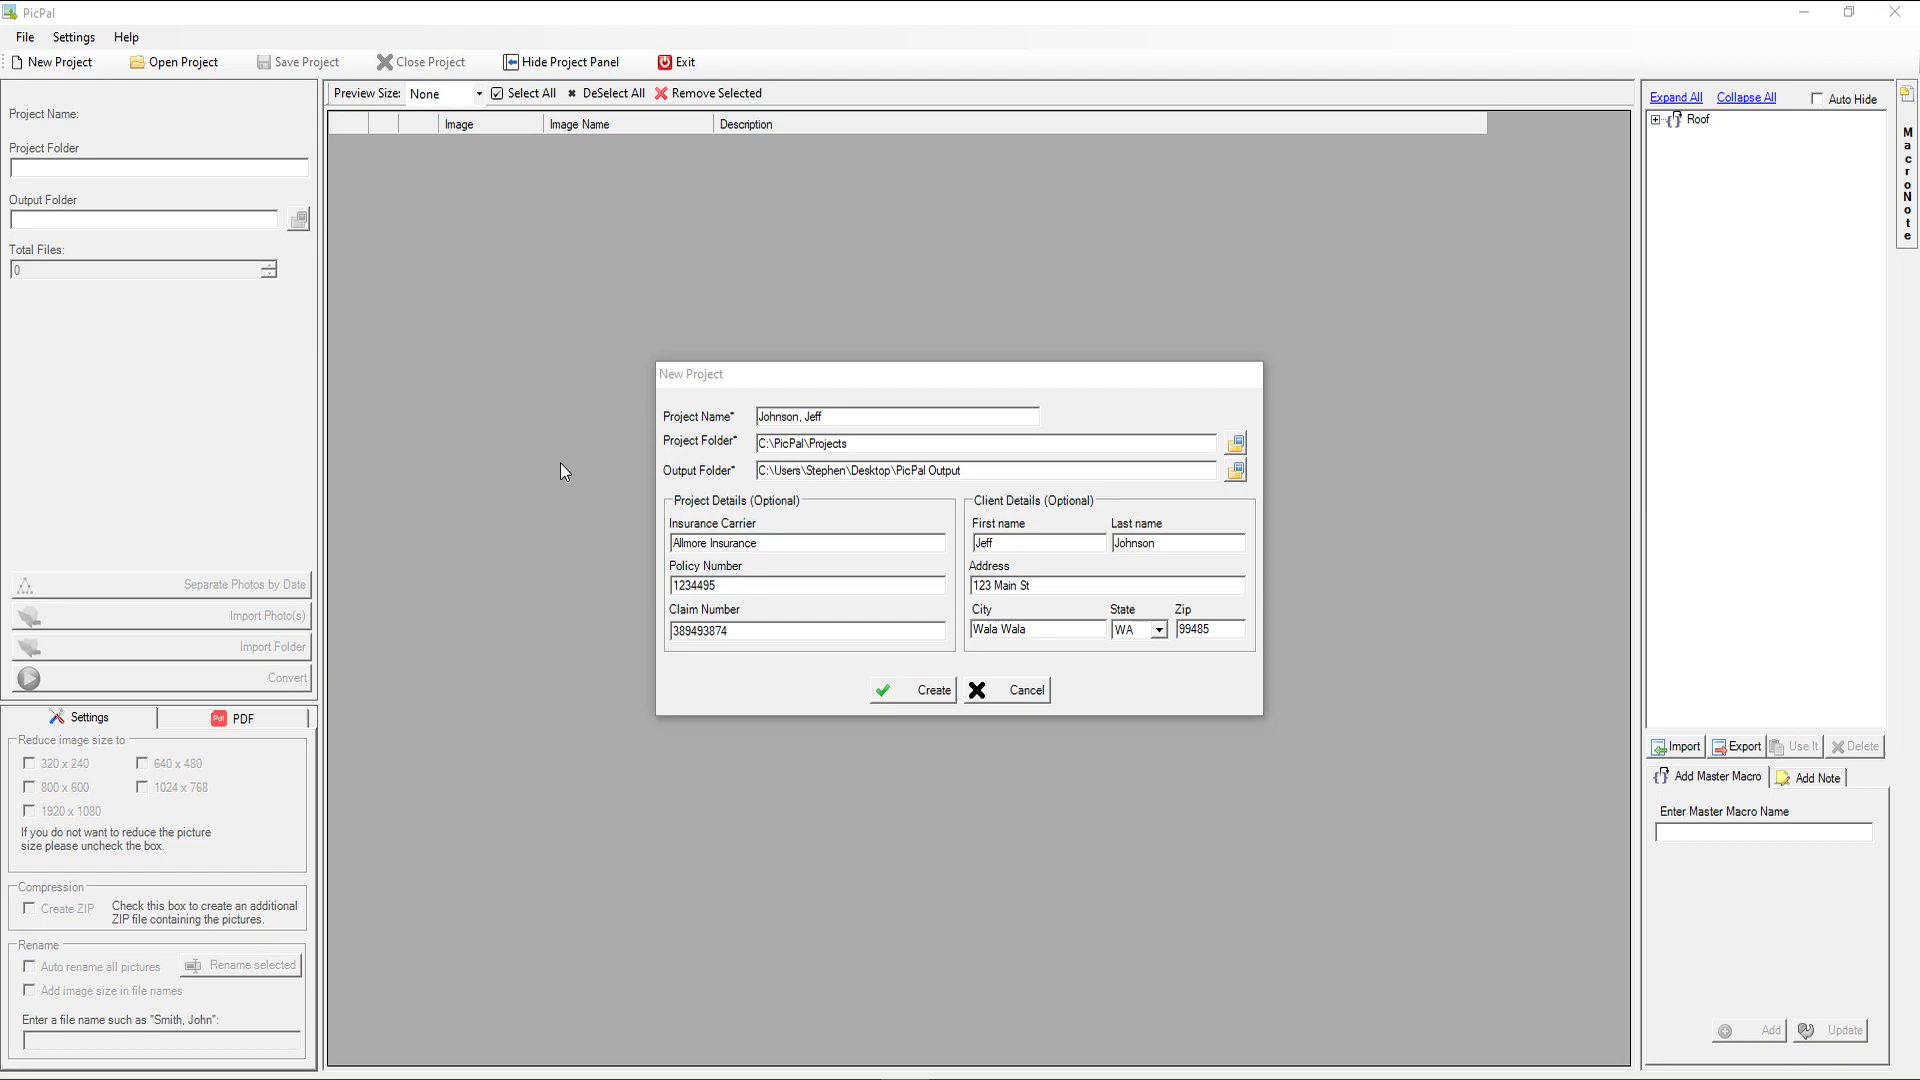 PicPal
File Settings Help
New Project Open Project Save Project Close Project Hide Project Panel Exit
Project Name:
Project Folder
Output Folder
Total Files:
0
Separate Photos by Date
Import Photo(s)
Import Folder
Convert
Settings PDF
Reduce image size to
320 x 240 640 x 480
800 x 600 1024 x 768
1920 x 1080
If you do not want to reduce the picture
size please uncheck the box.
Compression
Create ZIP Check this box to create an additional
ZIP file containing the pictures.
Rename
Auto rename all pictures Rename selected
Add image size in file names
Enter a file name such as "Smith, John":
Preview Size: None Select All DeSelect All Remove Selected
Image Image Name Description
New Project
Project Name* Johnson, Jeff
Project Folder* C:\PicPal\Projects
Output Folder* C:\Users\Stephen\Desktop\PicPal Output
Project Details (Optional)
Insurance Carrier
Allmore Insurance
Policy Number
1234495
Claim Number
389493874
Client Details (Optional)
First name Last name
Jeff Johnson
Address
123 Main St
City State Zip
Wala Wala WA 99485
Create Cancel
Expand All Collapse All Auto Hide
Roof
MacroNote
Import Export Use It Delete
Add Master Macro Add Note
Enter Master Macro Name
Add Update